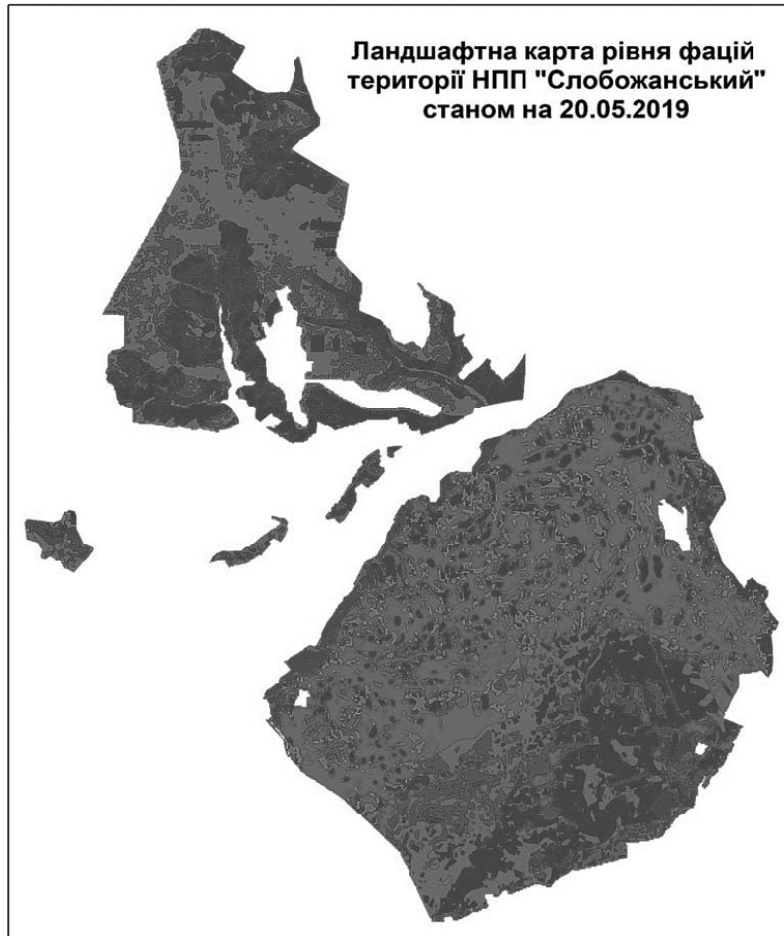 Ландшафтна карта рівня фацій
території НПП "Слобожанський"
станом на 20.05.2019